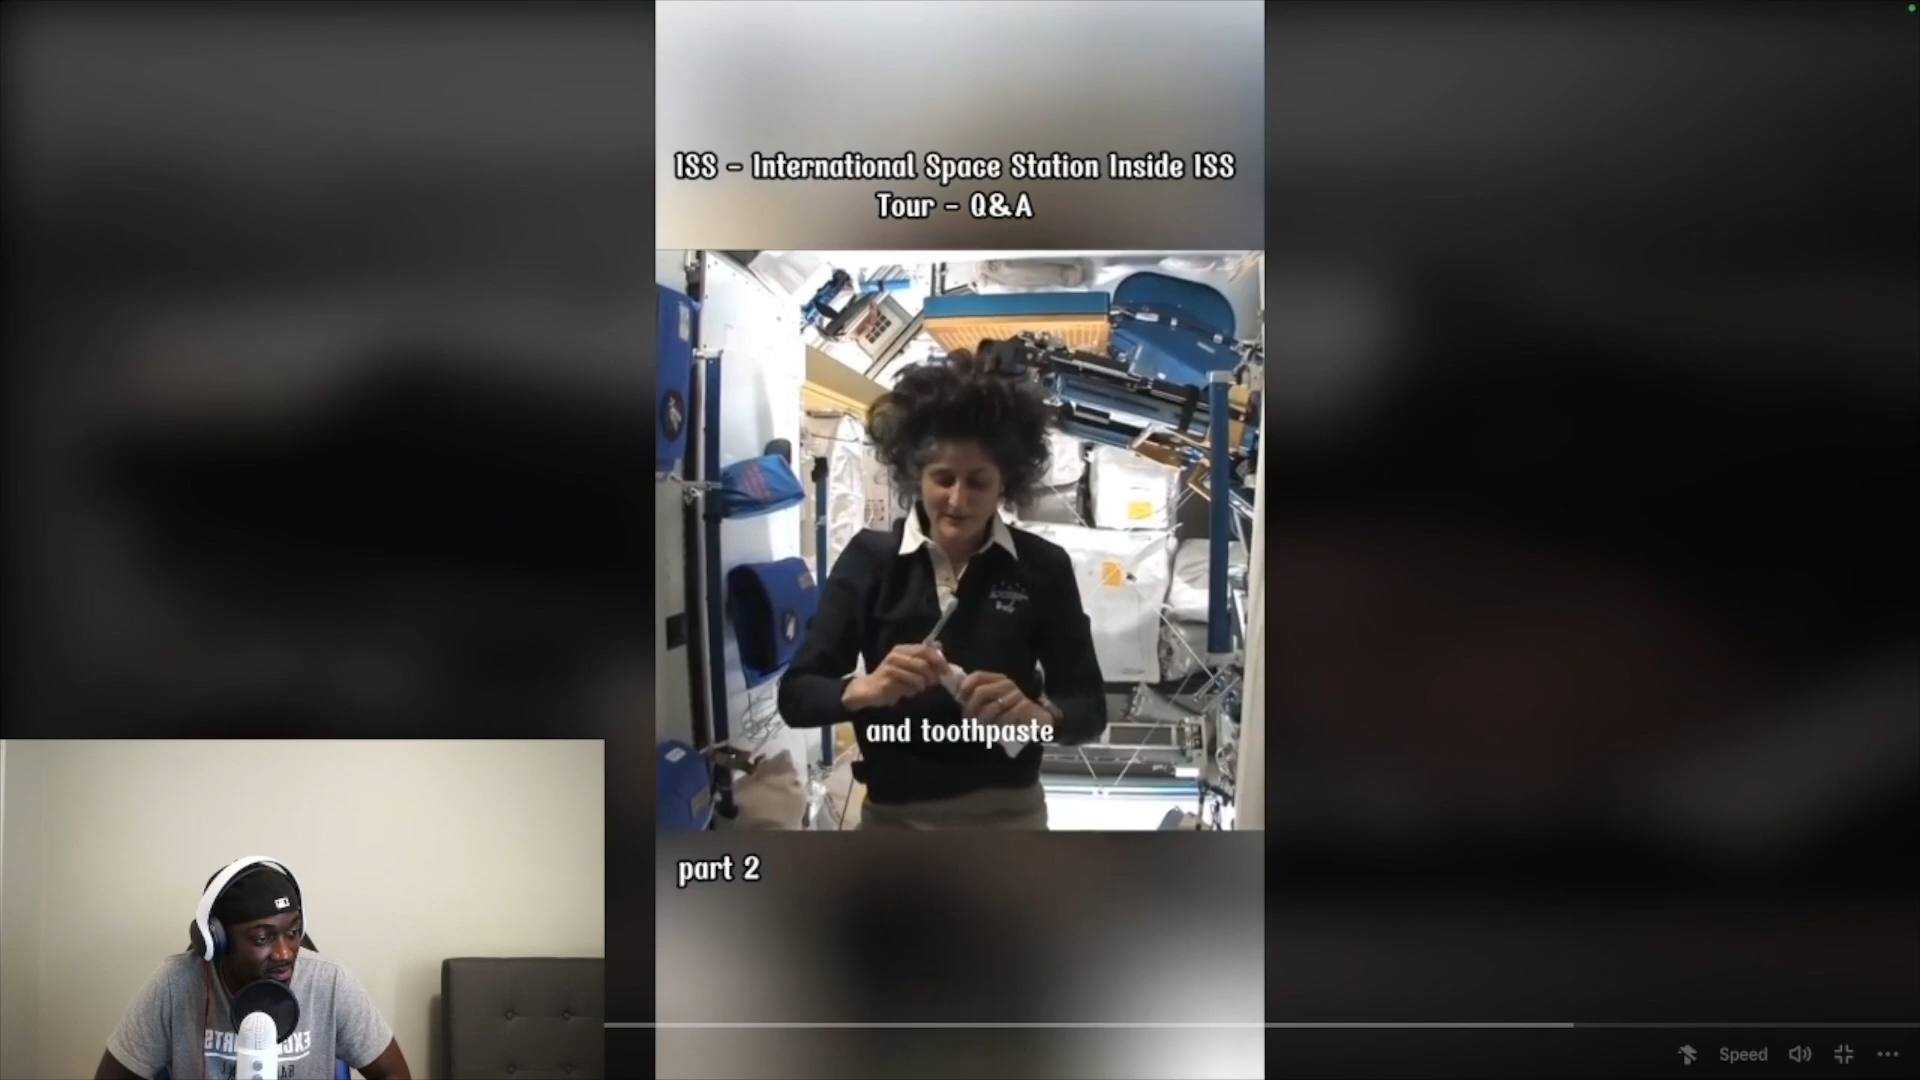 ISS - International Space Station Inside ISS
Tour - Q&A
and toothpaste
part 2
Speed